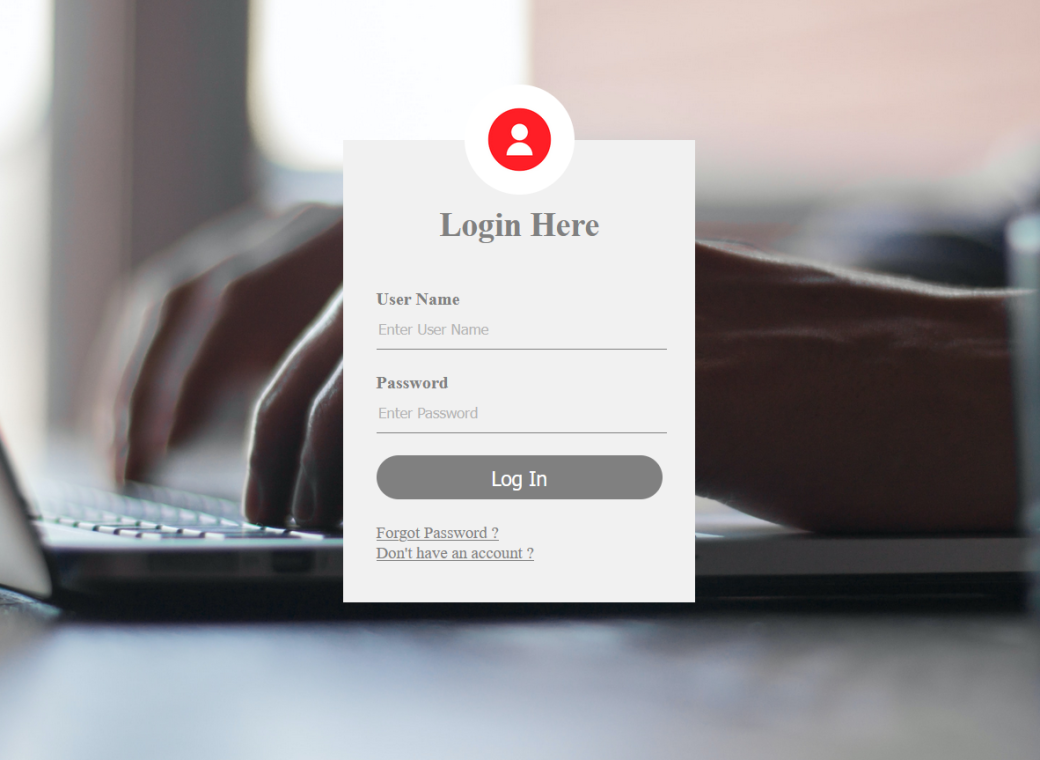 Login Here
User Name
Enter User Name
Password
Enter Password
Log In
Forgot Password ?
Don't have an account ?